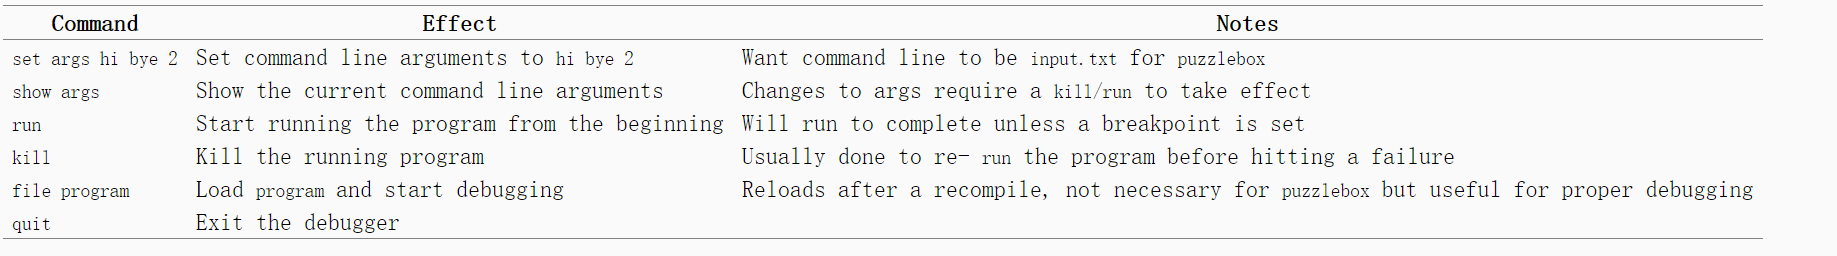 Command Effect Notes
set args hi bye 2 Set command line arguments to hi bye 2 Want command line to be input.txt for puzzlebox
show args Show the current command line arguments Changes to args require a kill/run to take effect
run Start running the program from the beginning Will run to complete unless a breakpoint is set
kill Kill the running program Usually done to re- run the program before hitting a failure
file program Load program and start debugging Reloads after a recompile, not necessary for puzzlebox but useful for proper debugging
quit Exit the debugger